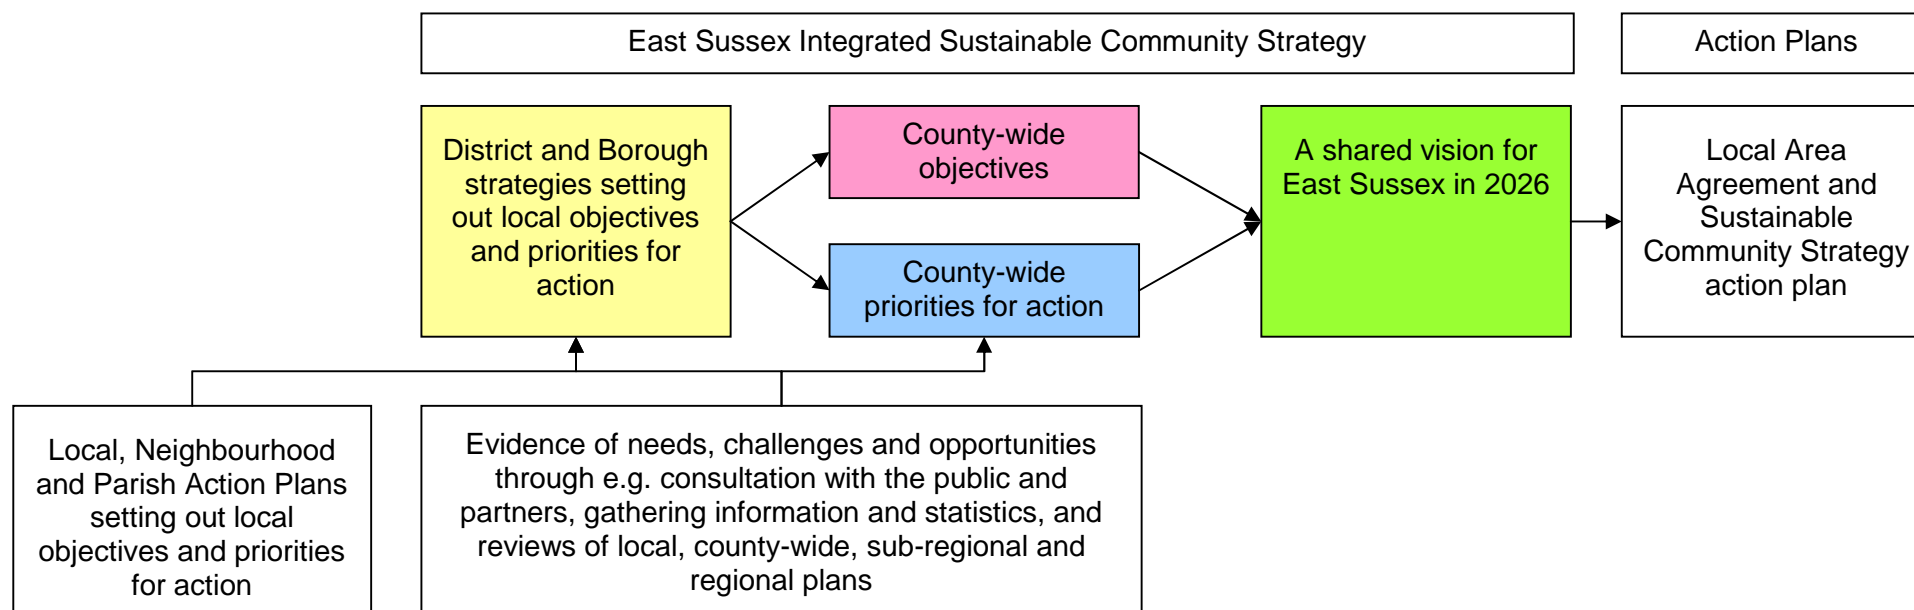 East Sussex Integrated Sustainable Community Strategy
Action Plans
District and Borough
strategies setting
out local objectives
and priorities for
action
County-wide
objectives
County-wide
priorities for action
A shared vision for
East Sussex in 2026
Local Area
Agreement and
Sustainable
Community Strategy
action plan
Local, Neighbourhood
and Parish Action Plans
setting out local
objectives and priorities
for action
Evidence of needs, challenges and opportunities
through e.g. consultation with the public and
partners, gathering information and statistics, and
reviews of local, county-wide, sub-regional and
regional plans